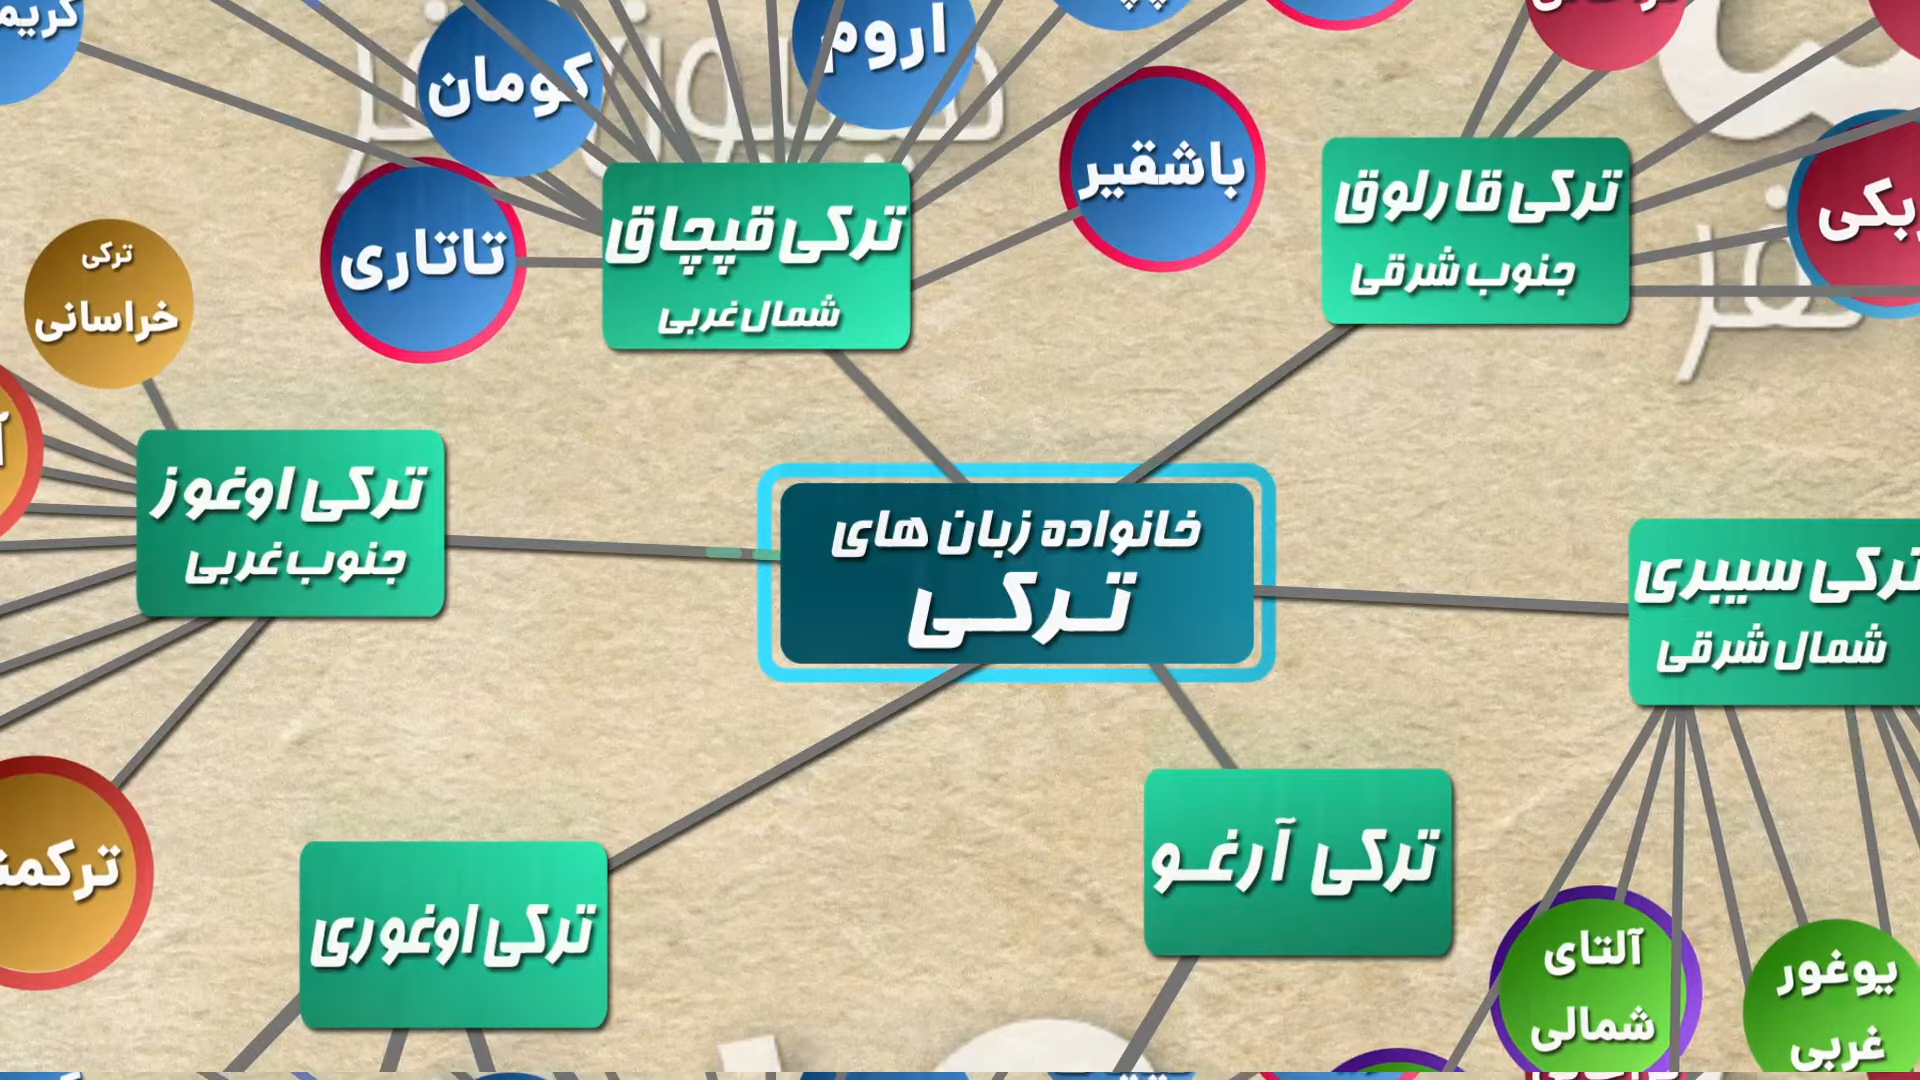 خانواده زبان های
ترکی
ترکی قپچاق
شمال غربی
ترکی قارلوق
جنوب شرقی
ترکی اوغوز
جنوب غربی
ترکی سیبری
شمال شرقی
ترکی اوغوری
ترکی آرغو
کومان
اروم
تاتاری
باشقیر
ترکی
خراسانی
آلتای
شمالی
یوغور
غربی